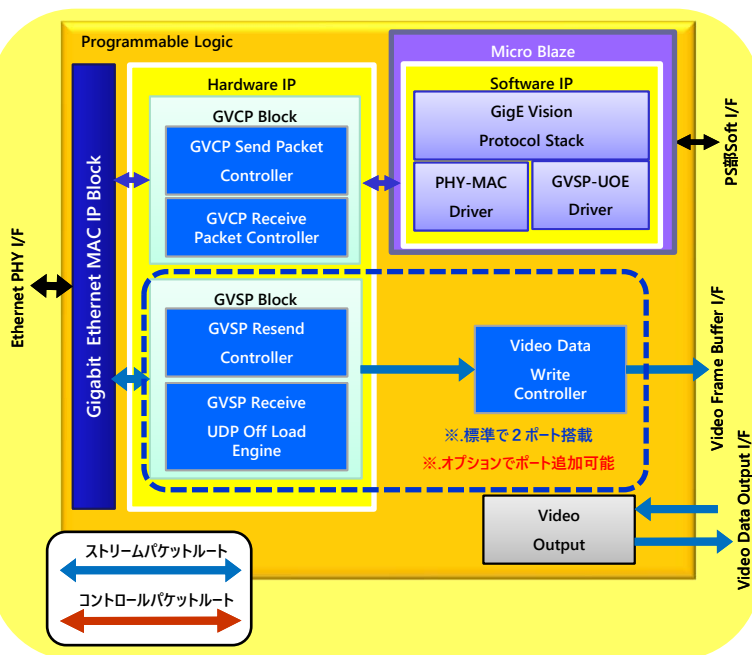 Programmable Logic
Micro Blaze
Hardware IP
Software IP
GVCP Block
GVCP Send Packet
Controller
GVCP Receive
Packet Controller
GigE Vision
Protocol Stack
PHY-MAC
Driver
GVSP-UOE
Driver
PS部Soft I/F
Ethernet PHY I/F
Gigabit Ethernet MAC IP Block
GVSP Block
GVSP Resend
Controller
GVSP Receive
UDP Off Load
Engine
Video Data
Write
Controller
※.標準で2ポート搭載
※.オプションでポート追加可能
Video Frame Buffer I/F
Video
Output
Video Data Output I/F
ストリームパケットルート
コントロールパケットルート